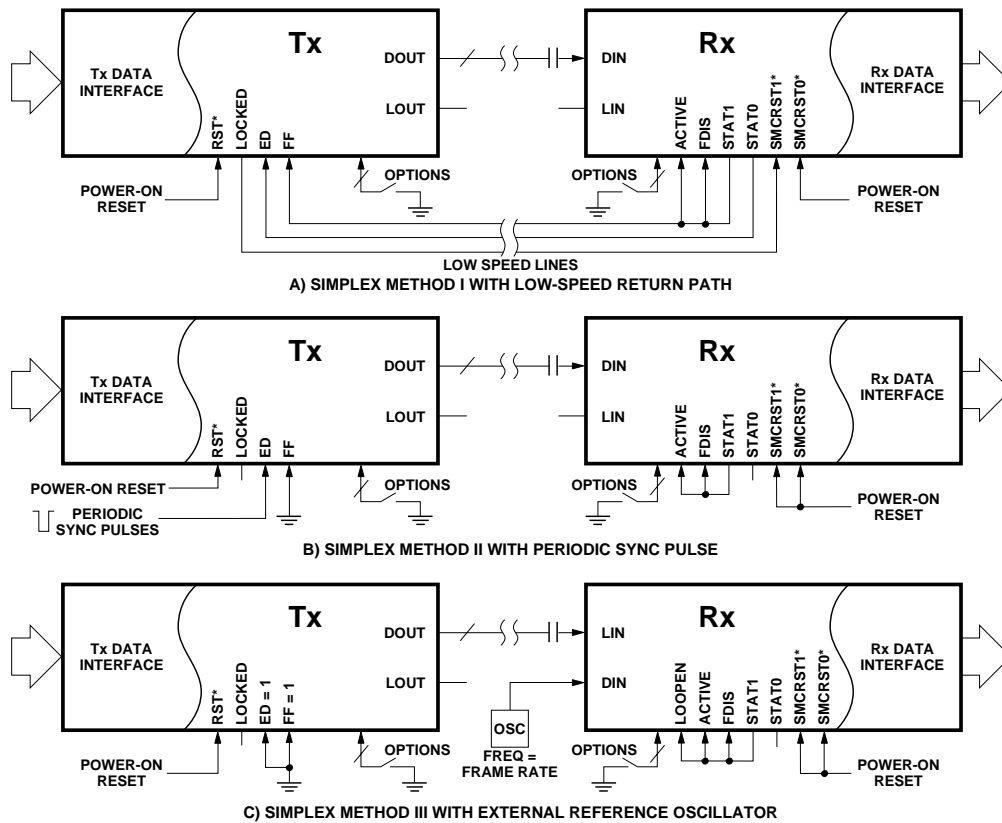 Tx
Rx
Tx DATA
INTERFACE
DOUT
LOUT
RST*
LOCKED
ED
FF
DIN
LIN
ACTIVE
FDIS
STAT1
STAT0
SMCRST1*
SMCRST0*
Rx DATA
INTERFACE
POWER-ON
RESET
OPTIONS
OPTIONS
POWER-ON
RESET
LOW SPEED LINES
A) SIMPLEX METHOD I WITH LOW-SPEED RETURN PATH
Tx
Rx
Tx DATA
INTERFACE
DOUT
LOUT
RST*
LOCKED
ED
FF
DIN
LIN
ACTIVE
FDIS
STAT1
STAT0
SMCRST1*
SMCRST0*
Rx DATA
INTERFACE
POWER-ON RESET
PERIODIC
SYNC PULSES
OPTIONS
OPTIONS
POWER-ON
RESET
B) SIMPLEX METHOD II WITH PERIODIC SYNC PULSE
Tx
Rx
Tx DATA
INTERFACE
DOUT
LOUT
RST*
LOCKED
ED = 1
FF = 1
LIN
DIN
LOOPEN
ACTIVE
FDIS
STAT1
STAT0
SMCRST1*
SMCRST0*
Rx DATA
INTERFACE
POWER-ON
RESET
OPTIONS
OSC
FREQ =
FRAME RATE
OPTIONS
POWER-ON
RESET
C) SIMPLEX METHOD III WITH EXTERNAL REFERENCE OSCILLATOR